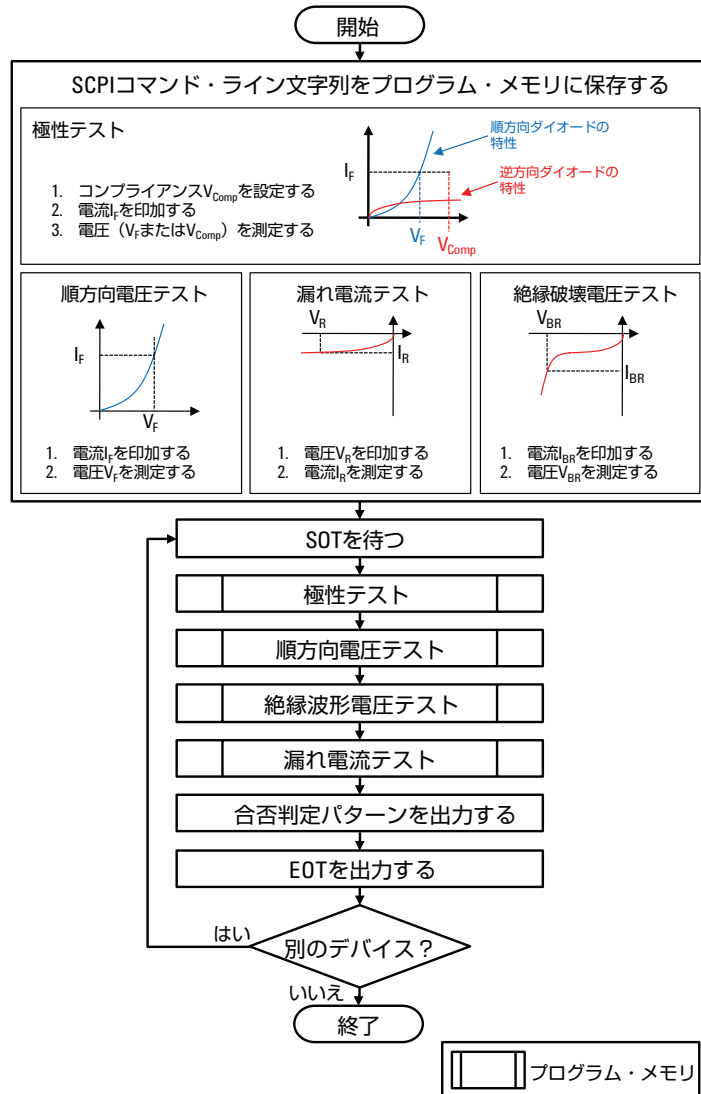 開始
SCPIコマンド・ライン文字列をプログラム・メモリに保存する
極性テスト
1. コンプライアンスVCompを設定する
2. 電流IFを印加する
3. 電圧（VFまたはVComp）を測定する
順方向ダイオードの
特性
逆方向ダイオードの
特性
IF
VF
VComp
順方向電圧テスト
IF
VF
1. 電流IFを印加する
2. 電圧VFを測定する
漏れ電流テスト
VR
IR
1. 電圧VRを印加する
2. 電流IRを測定する
絶縁破壊電圧テスト
VBR
IBR
1. 電流IBRを印加する
2. 電圧VBRを測定する
SOTを待つ
極性テスト
順方向電圧テスト
絶縁波形電圧テスト
漏れ電流テスト
合否判定パターンを出力する
EOTを出力する
はい
別のデバイス？
いいえ
終了
プログラム・メモリ